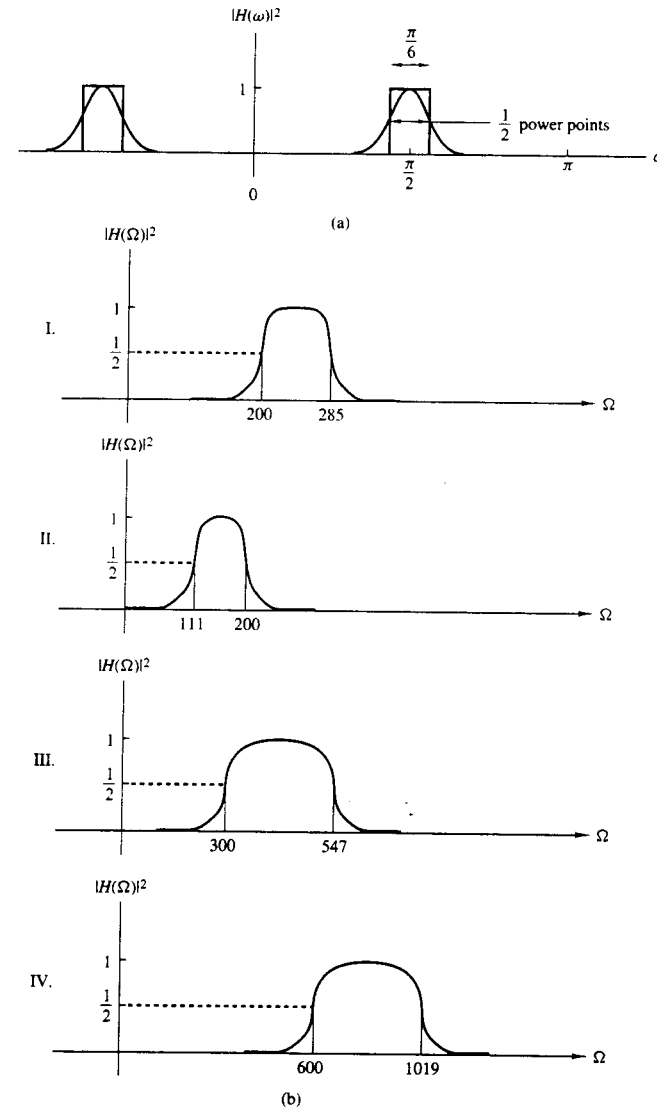 |H(ω)|²
π/6
1
1/2 power points
0
π/2
π
(a)
|H(Ω)|²
I.
1
1/2
200
285
Ω
|H(Ω)|²
II.
1
1/2
111
200
Ω
|H(Ω)|²
III.
1
1/2
300
547
Ω
|H(Ω)|²
IV.
1
1/2
600
1019
Ω
(b)